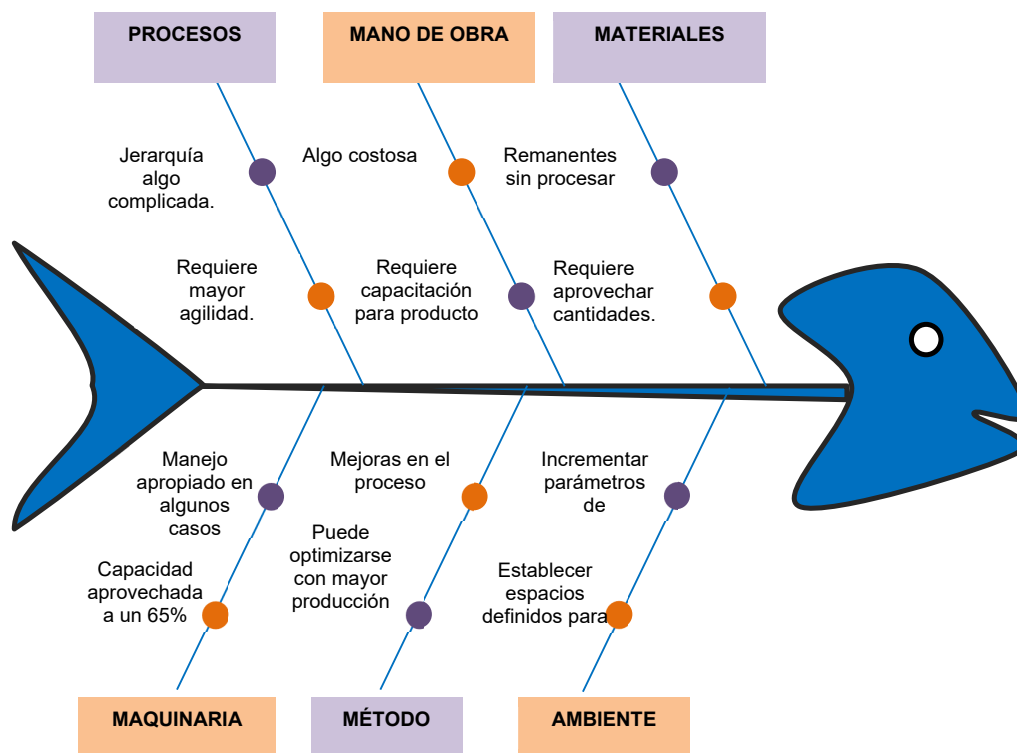 PROCESOS
MANO DE OBRA
MATERIALES
Jerarquía
algo
complicada.
Algo costosa
Remanentes
sin procesar
Requiere
mayor
agilidad.
Requiere
capacitación
para producto
Requiere
aprovechar
cantidades.
Manejo
apropiado en
algunos
casos
Mejoras en el
proceso
Incrementar
parámetros
de
Capacidad
aprovechada
a un 65%
Puede
optimizarse
con mayor
producción
Establecer
espacios
definidos para
MAQUINARIA
MÉTODO
AMBIENTE